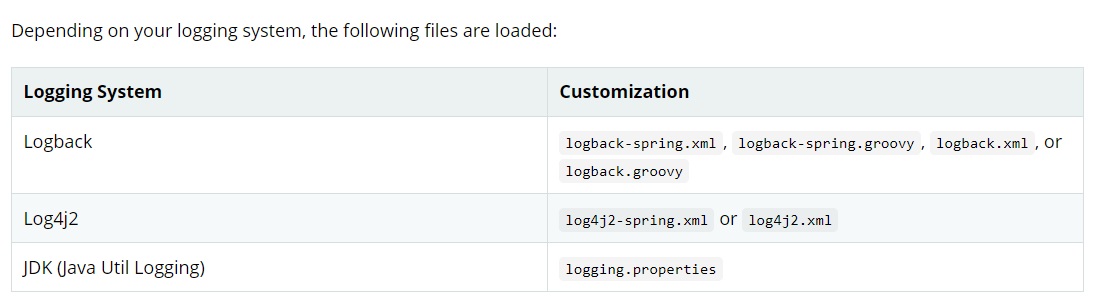 Depending on your logging system, the following files are loaded:
Logging System Customization
Logback logback-spring.xml , logback-spring.groovy , logback.xml , or
logback.groovy
Log4j2 log4j2-spring.xml or log4j2.xml
JDK (Java Util Logging) logging.properties